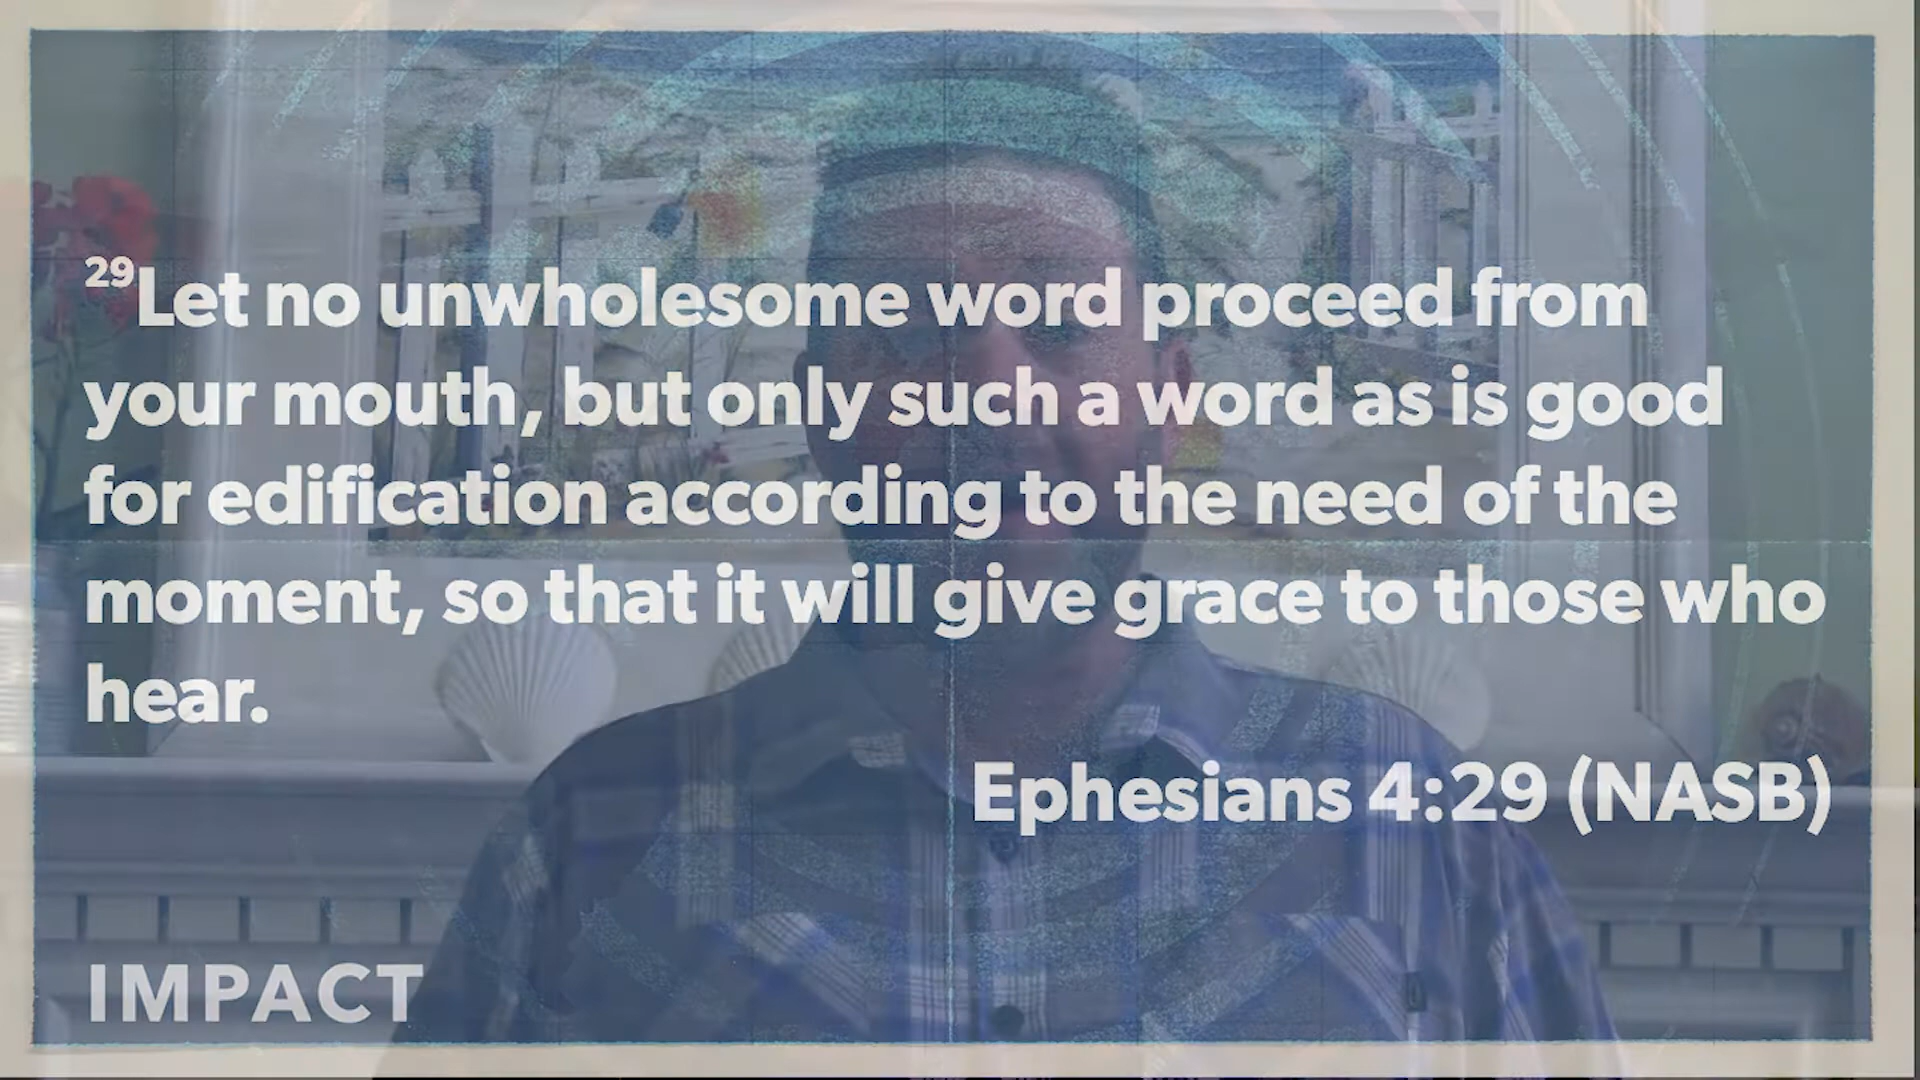 29Let no unwholesome word proceed from
your mouth, but only such a word as is good
for edification according to the need of the
moment, so that it will give grace to those who
hear.
Ephesians 4:29 (NASB)
IMPACT